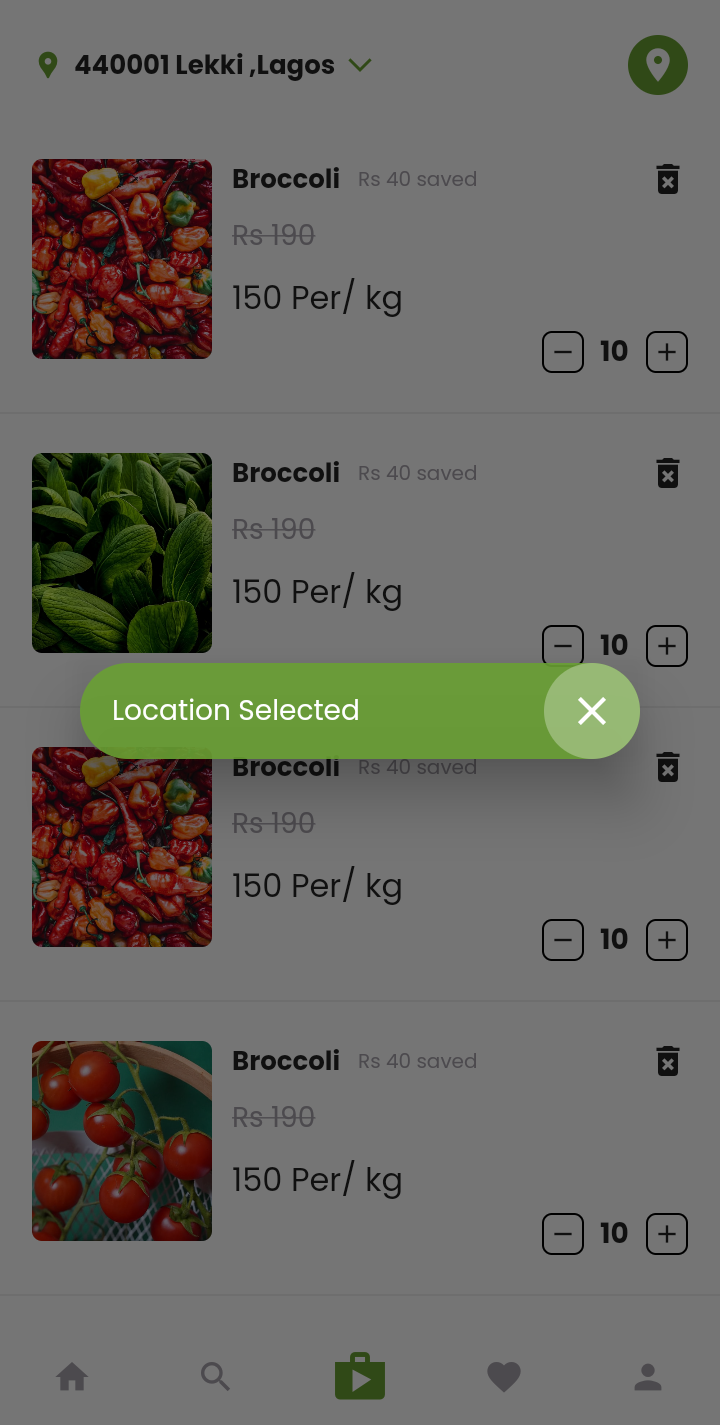 440001 Lekki ,Lagos
Broccoli Rs 40 saved
Rs 190
150 Per/ kg
10
Broccoli Rs 40 saved
Rs 190
150 Per/ kg
10
Location Selected
Broccoli Rs 40 saved
Rs 190
150 Per/ kg
10
Broccoli Rs 40 saved
Rs 190
150 Per/ kg
10